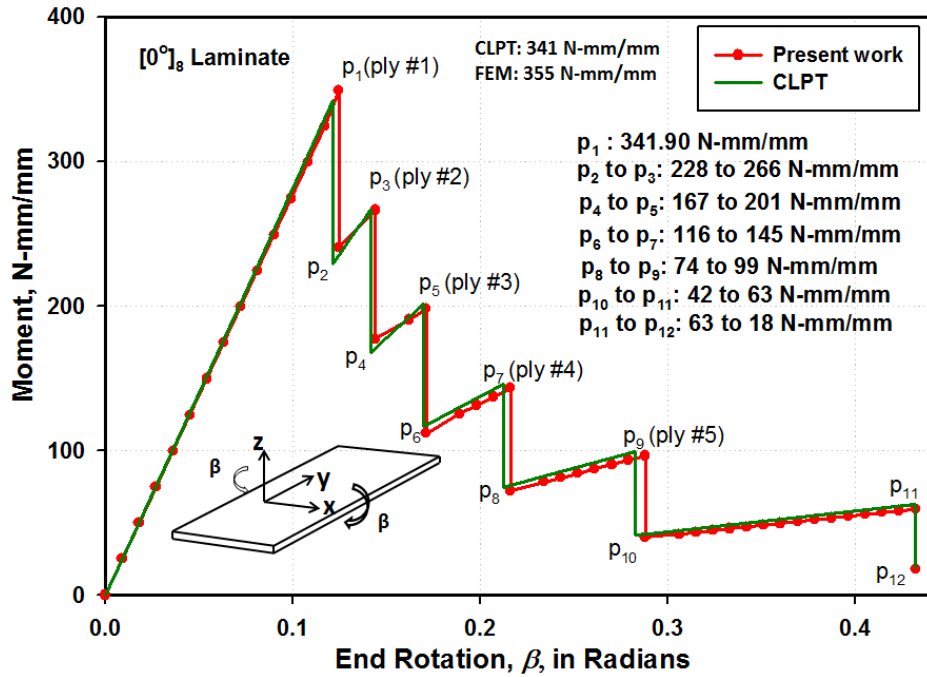 400
300
200
100
0
Moment, N-mm/mm
[0°]8 Laminate
CLPT: 341 N-mm/mm
FEM: 355 N-mm/mm
Present work
CLPT
p1 (ply #1)
p2
p3 (ply #2)
p4
p5 (ply #3)
p6
p7 (ply #4)
p8
p9 (ply #5)
p10
p11
p12
p1 : 341.90 N-mm/mm
p2 to p3: 228 to 266 N-mm/mm
p4 to p5: 167 to 201 N-mm/mm
p6 to p7: 116 to 145 N-mm/mm
p8 to p9: 74 to 99 N-mm/mm
p10 to p11: 42 to 63 N-mm/mm
p11 to p12: 63 to 18 N-mm/mm
z
β
y
x
β
0.0
0.1
0.2
0.3
0.4
End Rotation, β, in Radians